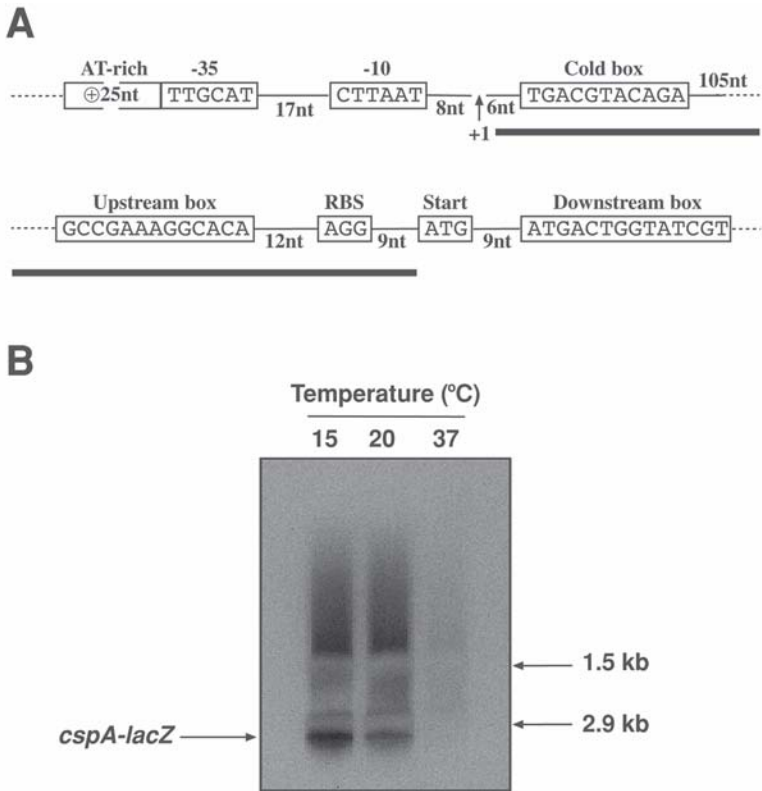 A
AT-rich -35 -10 Cold box
⊕25nt TTGCAT 17nt CTTAAT 8nt +1 6nt TGACGTACAGA 105nt
Upstream box RBS Start Downstream box
GCCGAAAGGCACA 12nt AGG 9nt ATG 9nt ATGACTGGTATCGT
B
Temperature (ºC)
15 20 37
1.5 kb
2.9 kb
cspA-lacZ